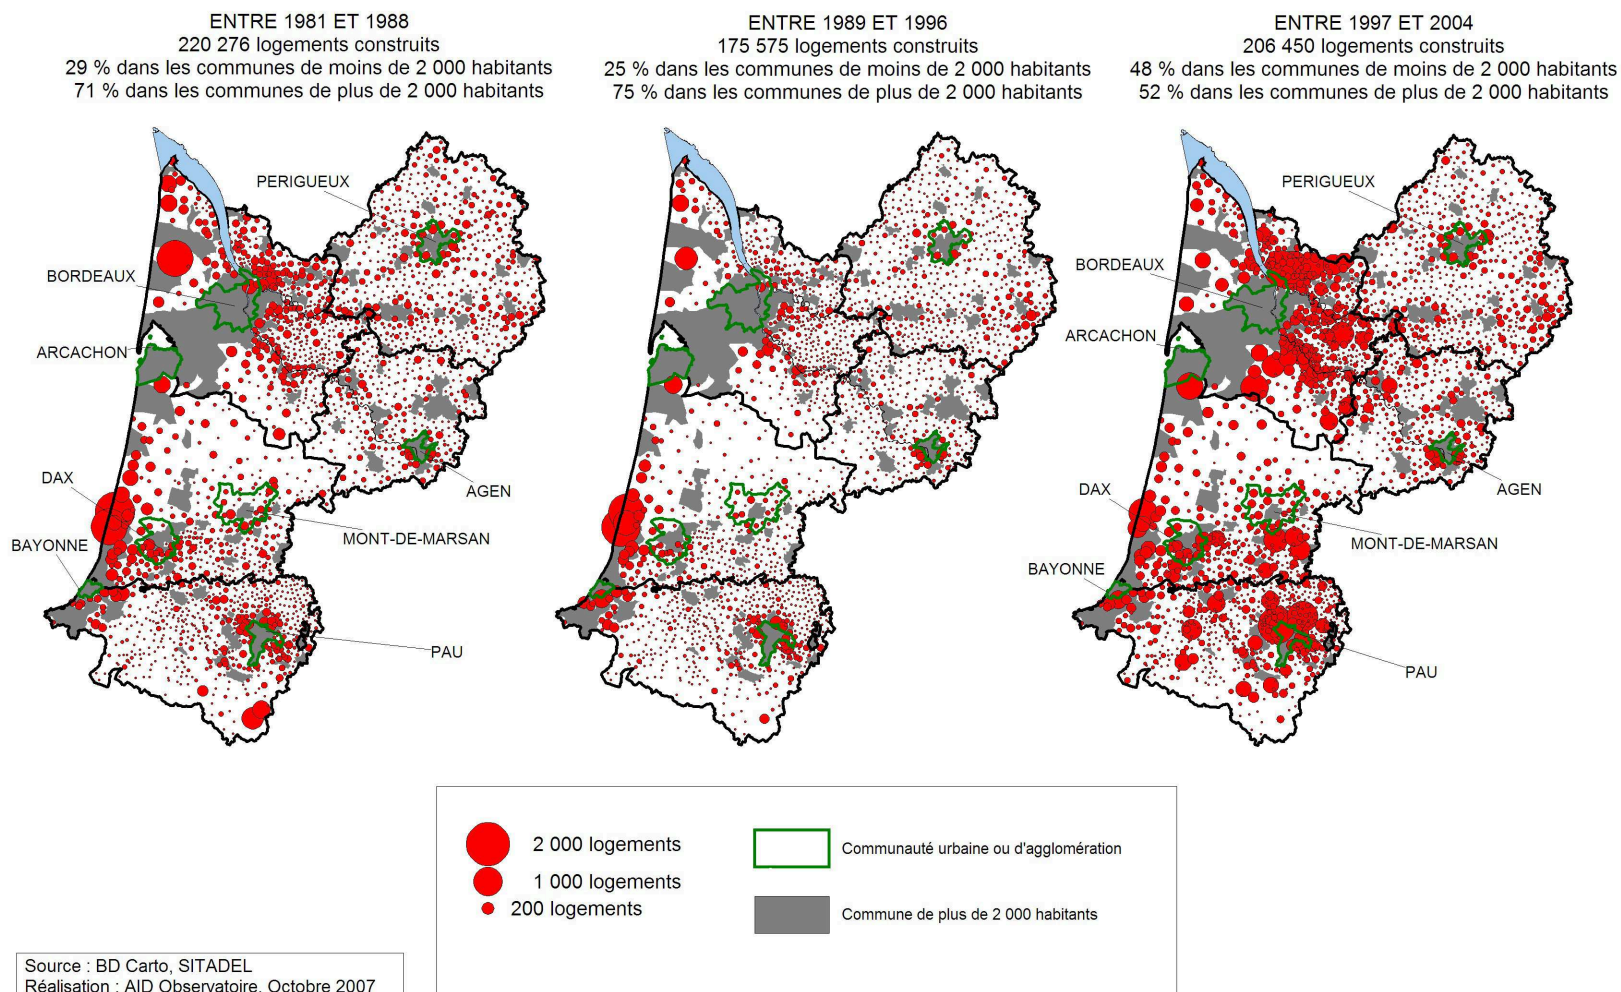 ENTRE 1981 ET 1988
220 276 logements construits
29 % dans les communes de moins de 2 000 habitants
71 % dans les communes de plus de 2 000 habitants
ENTRE 1989 ET 1996
175 575 logements construits
25 % dans les communes de moins de 2 000 habitants
75 % dans les communes de plus de 2 000 habitants
ENTRE 1997 ET 2004
206 450 logements construits
48 % dans les communes de moins de 2 000 habitants
52 % dans les communes de plus de 2 000 habitants
PERIGUEUX
BORDEAUX
ARCACHON
DAX
AGEN
MONT-DE-MARSAN
BAYONNE
PAU
PERIGUEUX
BORDEAUX
ARCACHON
DAX
AGEN
MONT-DE-MARSAN
BAYONNE
PAU
2 000 logements
1 000 logements
200 logements
Communauté urbaine ou d'agglomération
Commune de plus de 2 000 habitants
Source : BD Carto, SITADEL
Réalisation : AID Observatoire, Octobre 2007